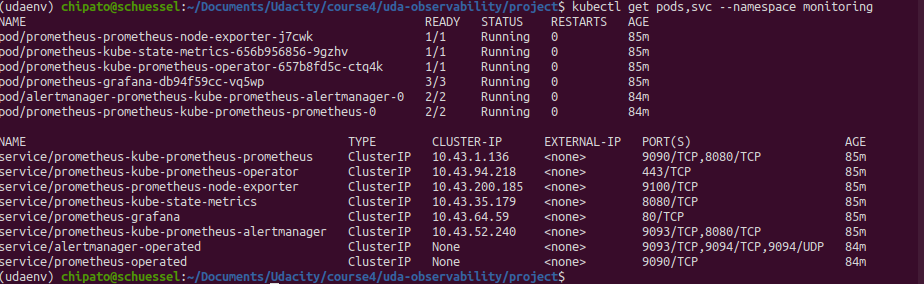 (udaenv) chipato@schuessel:~/Documents/Udacity/course4/uda-observability/project$ kubectl get pods,svc --namespace monitoring
NAME READY STATUS RESTARTS AGE
pod/prometheus-prometheus-node-exporter-j7cwk 1/1 Running 0 85m
pod/prometheus-kube-state-metrics-656b956856-9gzhv 1/1 Running 0 85m
pod/prometheus-kube-prometheus-operator-657b8fd5c-ctq4k 1/1 Running 0 85m
pod/prometheus-grafana-db94f59cc-vq5wp 3/3 Running 0 85m
pod/alertmanager-prometheus-kube-prometheus-alertmanager-0 2/2 Running 0 84m
pod/prometheus-prometheus-kube-prometheus-prometheus-0 2/2 Running 0 84m
NAME TYPE CLUSTER-IP EXTERNAL-IP PORT(S) AGE
service/prometheus-kube-prometheus-prometheus ClusterIP 10.43.1.136 <none> 9090/TCP,8080/TCP 85m
service/prometheus-kube-prometheus-operator ClusterIP 10.43.94.218 <none> 443/TCP 85m
service/prometheus-prometheus-node-exporter ClusterIP 10.43.200.185 <none> 9100/TCP 85m
service/prometheus-kube-state-metrics ClusterIP 10.43.35.179 <none> 8080/TCP 85m
service/prometheus-grafana ClusterIP 10.43.64.59 <none> 80/TCP 85m
service/prometheus-kube-prometheus-alertmanager ClusterIP 10.43.52.240 <none> 9093/TCP,8080/TCP 85m
service/alertmanager-operated ClusterIP None <none> 9093/TCP,9094/TCP,9094/UDP 84m
service/prometheus-operated ClusterIP None <none> 9090/TCP 84m
(udaenv) chipato@schuessel:~/Documents/Udacity/course4/uda-observability/project$